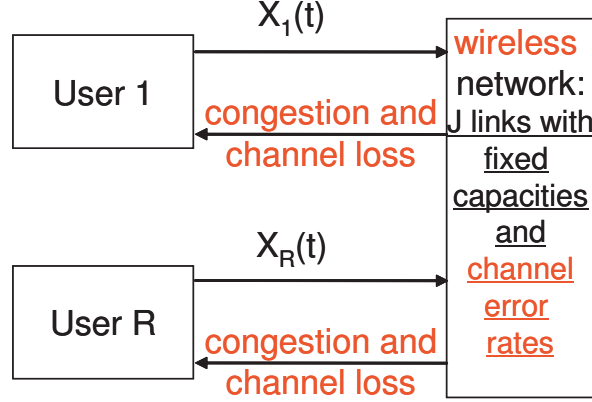 X1(t)
User 1
congestion and
channel loss
XR(t)
User R
congestion and
channel loss
wireless
network:
J links with
fixed
capacities
and
channel
error
rates